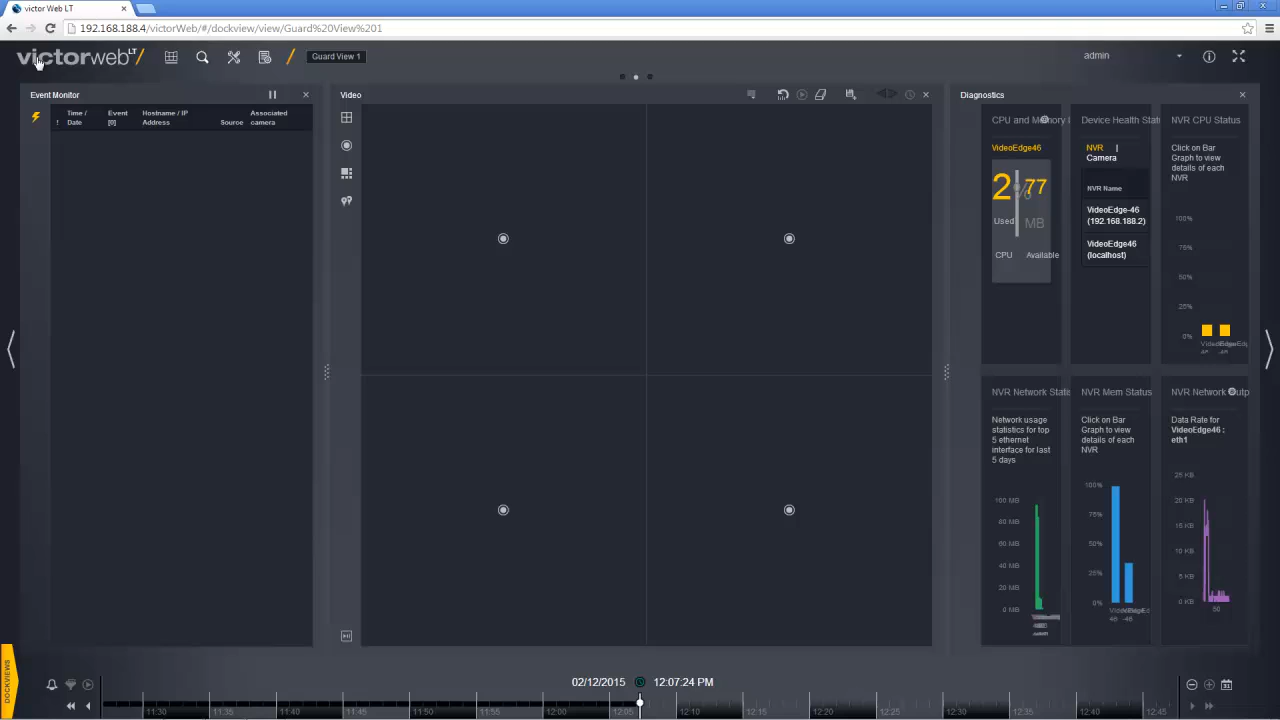 victor Web LT
192.168.188.4/victorWeb/#/dockview/view/Guard%20View%201
victorweb LT
Guard View 1
admin
Event Monitor
Video
Diagnostics
!
Time / Date
Event [0]
Hostname / IP Address
Source
Associated camera
CPU and Memory
VideoEdge46
2%
77
Used
MB
CPU
Available
Device Health Stat
NVR | Camera
NVR Name
VideoEdge-46
(192.168.188.2)
VideoEdge46
(localhost)
NVR CPU Status
Click on Bar
Graph to view
details of each
NVR
100%
75%
50%
25%
0%
NVR Network Stati
Network usage
statistics for top
5 ethernet
interface for last
5 days
100 MB
80 MB
60 MB
40 MB
20 MB
0 MB
NVR Mem Status
Click on Bar
Graph to view
details of each
NVR
100%
75%
50%
25%
0%
NVR Network Outp
Data Rate for
VideoEdge46 :
eth1
25 KB
20 KB
15 KB
10 KB
5 KB
0 KB
50
DOCKVIEWS
02/12/2015 12:07:24 PM
11:30 11:35 11:40 11:45 11:50 11:55 12:00 12:05 12:10 12:15 12:20 12:25 12:30 12:35 12:40 12:45